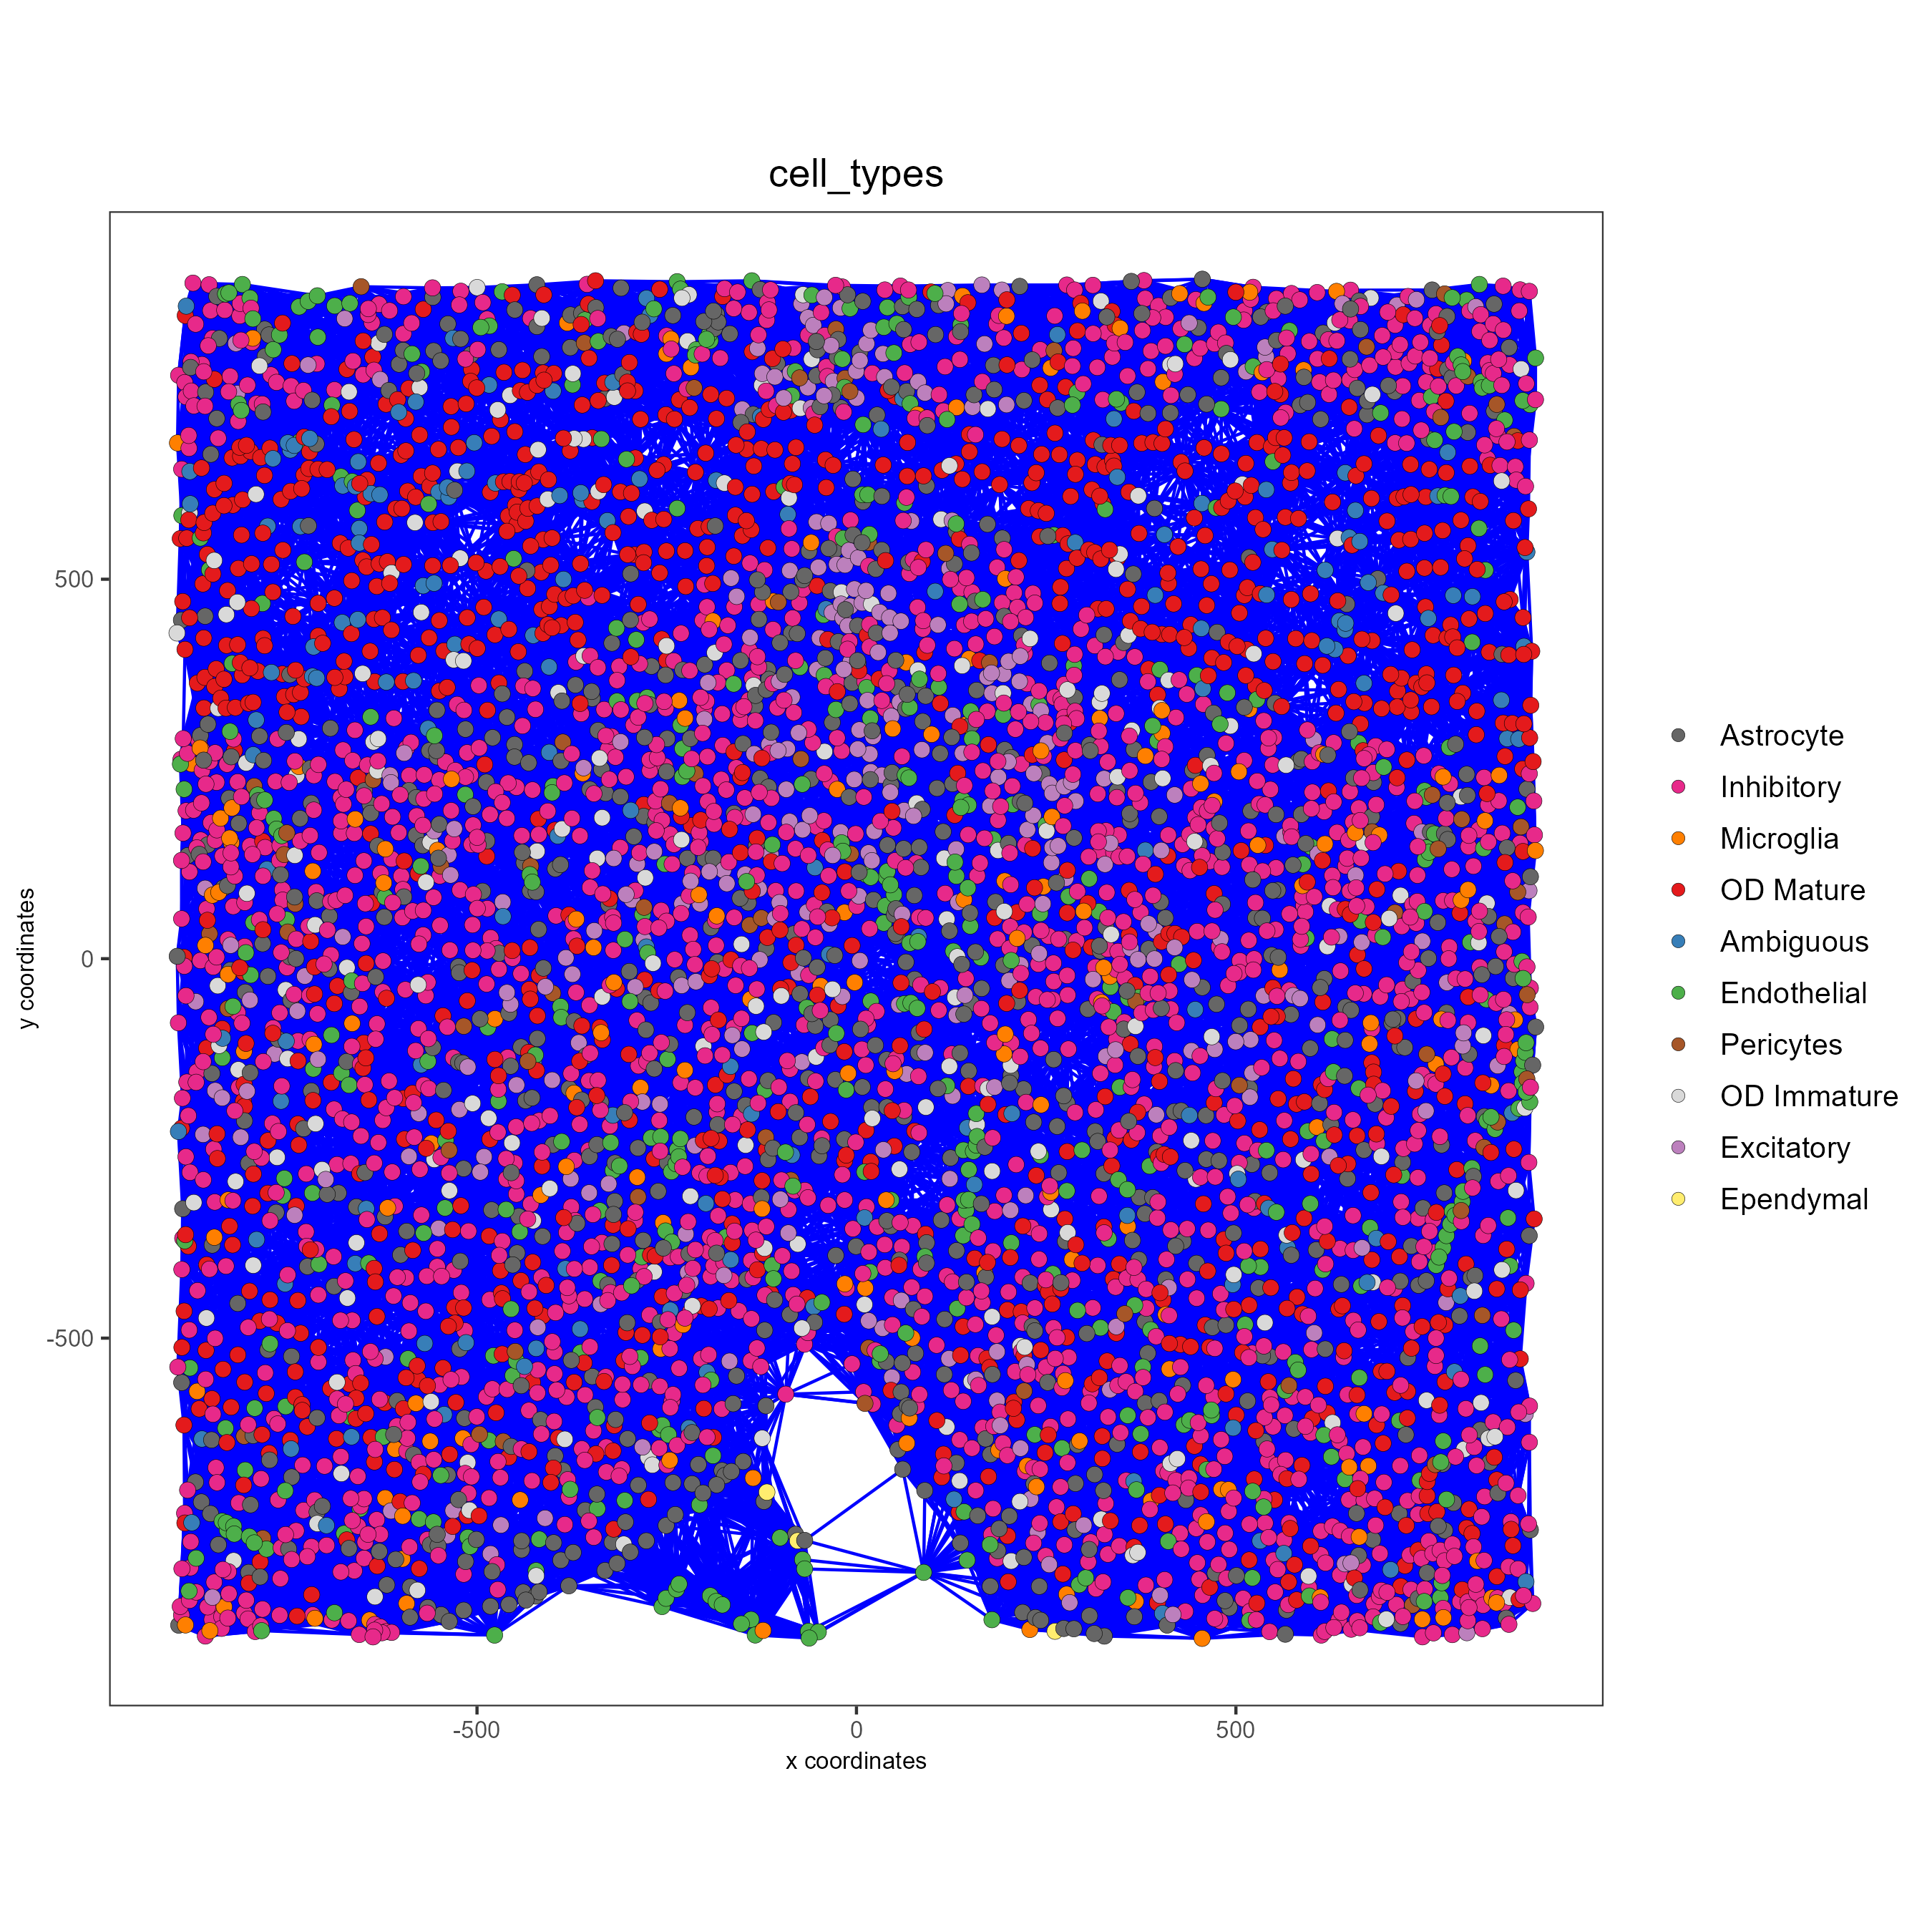 cell_types
500
0
-500
y coordinates
-500
0
500
x coordinates
Astrocyte
Inhibitory
Microglia
OD Mature
Ambiguous
Endothelial
Pericytes
OD Immature
Excitatory
Ependymal